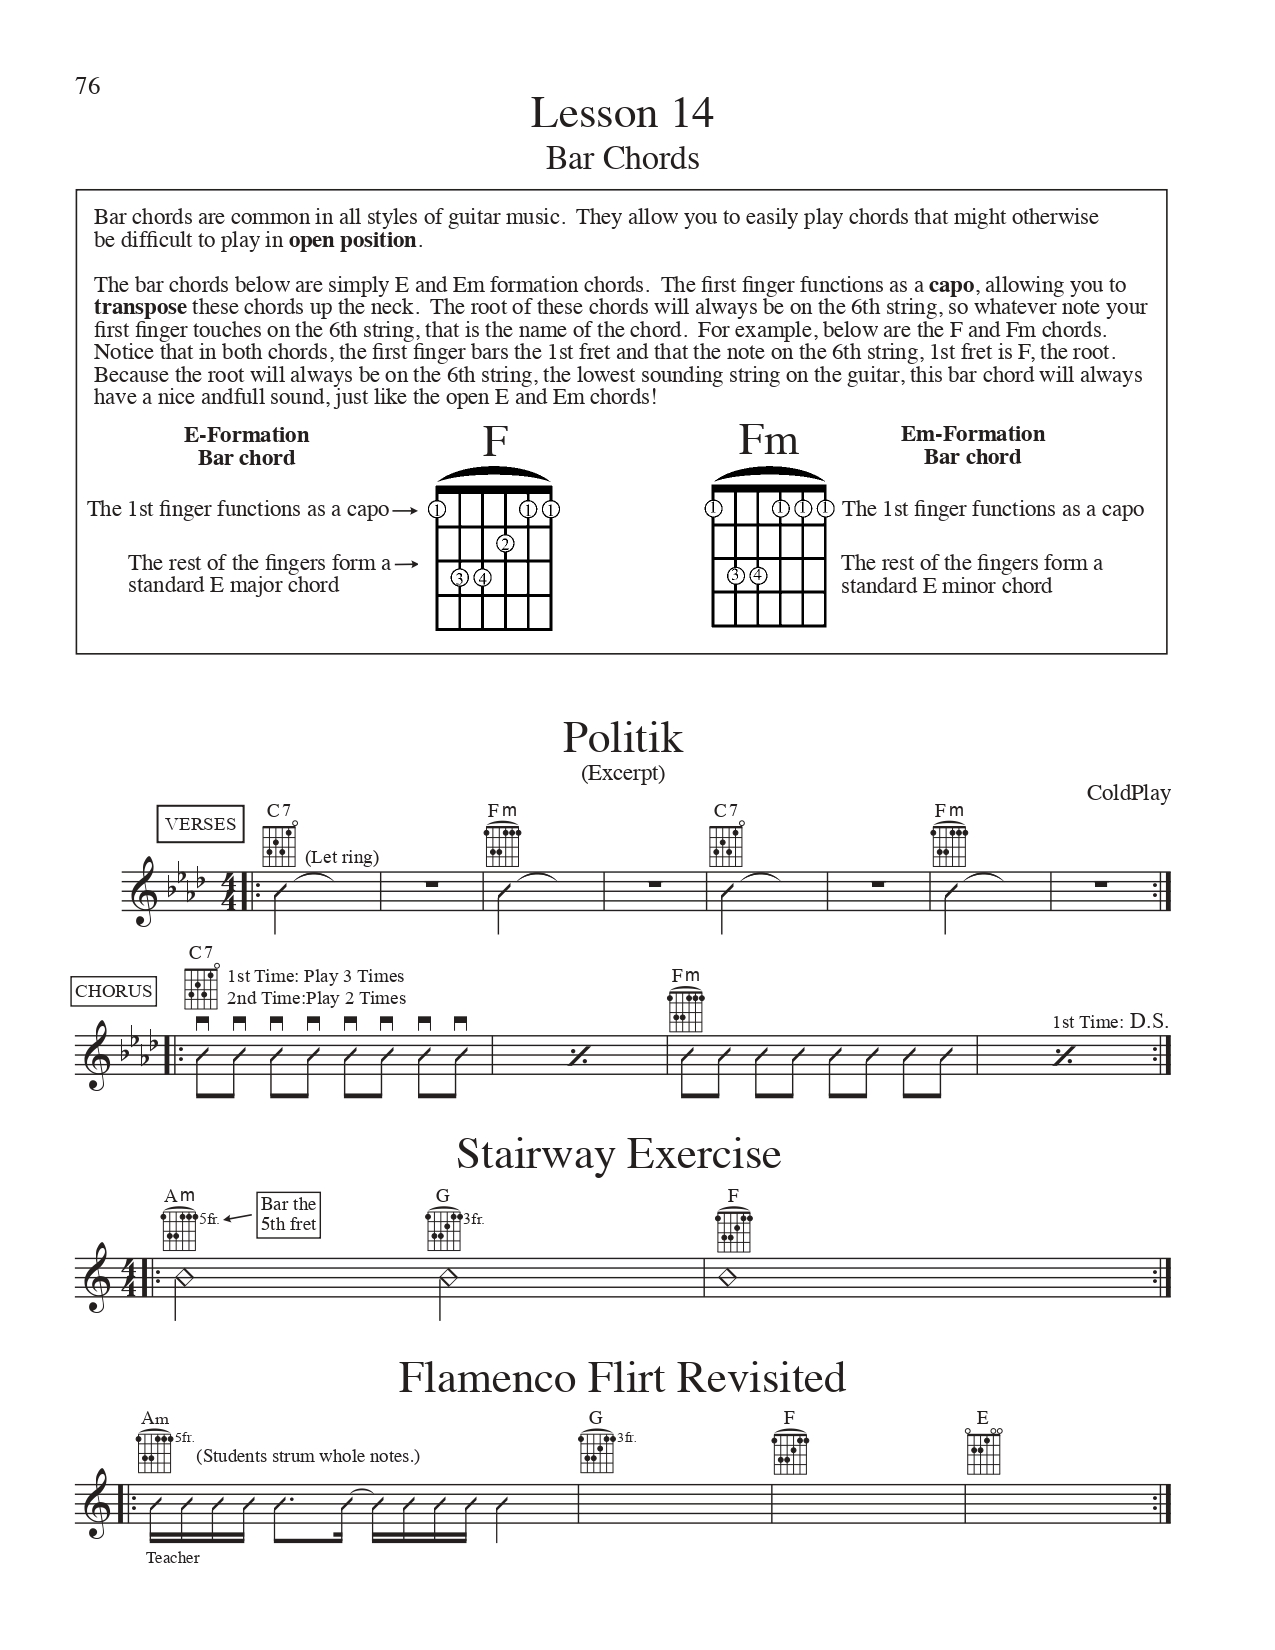 76
Lesson 14
Bar Chords
Bar chords are common in all styles of guitar music.  They allow you to easily play chords that might otherwise
be difficult to play in open position.
The bar chords below are simply E and Em formation chords.  The first finger functions as a capo, allowing you to
transpose these chords up the neck.  The root of these chords will always be on the 6th string, so whatever note your
first finger touches on the 6th string, that is the name of the chord.  For example, below are the F and Fm chords.
Notice that in both chords, the first finger bars the 1st fret and that the note on the 6th string, 1st fret is F, the root.
Because the root will always be on the 6th string, the lowest sounding string on the guitar, this bar chord will always
have a nice andfull sound, just like the open E and Em chords!
E-Formation
Bar chord
F
Fm
Em-Formation
Bar chord
The 1st finger functions as a capo
1 1 1
2
3 4
The rest of the fingers form a
standard E major chord
1 1 1 1
3 4
The 1st finger functions as a capo
The rest of the fingers form a
standard E minor chord
Politik
(Excerpt)
ColdPlay
VERSES
C7 Fm C7 Fm
(Let ring)
4
4
C7
CHORUS
1st Time: Play 3 Times
2nd Time:Play 2 Times
Fm
1st Time: D.S.
Stairway Exercise
Am G F
5fr. 3fr.
Bar the
5th fret
4
4
Flamenco Flirt Revisited
Am G F E
5fr. 3fr.
(Students strum whole notes.)
Teacher